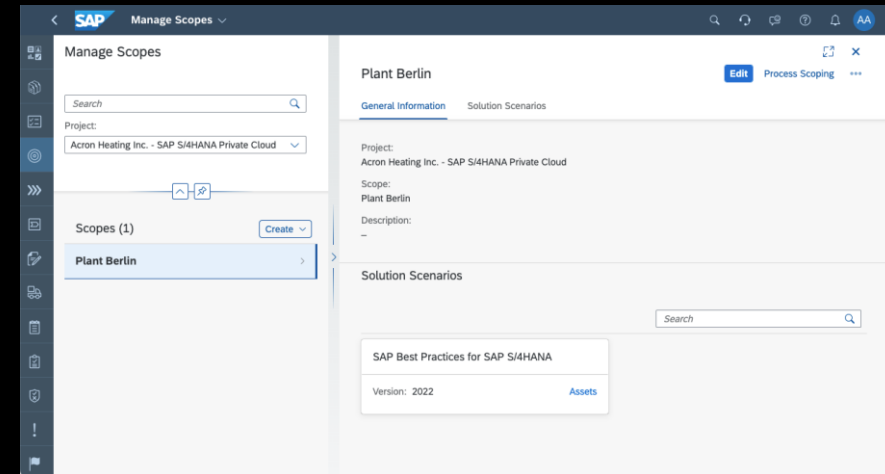 SAP
Manage Scopes
AA
Manage Scopes
Search
Project:
Acron Heating Inc. - SAP S/4HANA Private Cloud
Scopes (1)
Create
Plant Berlin
Plant Berlin
Edit
Process Scoping
General Information
Solution Scenarios
Project:
Acron Heating Inc. - SAP S/4HANA Private Cloud
Scope:
Plant Berlin
Description:
–
Solution Scenarios
Search
SAP Best Practices for SAP S/4HANA
Version: 2022
Assets